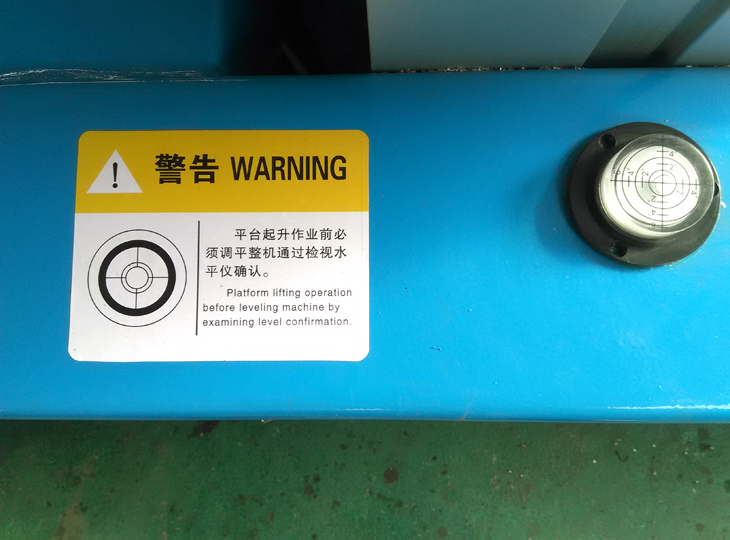 警告 WARNING
平台起升作业前必
须调平整机通过检视水
平仪确认。
Platform lifting operation
before leveling machine by
examining level confirmation.